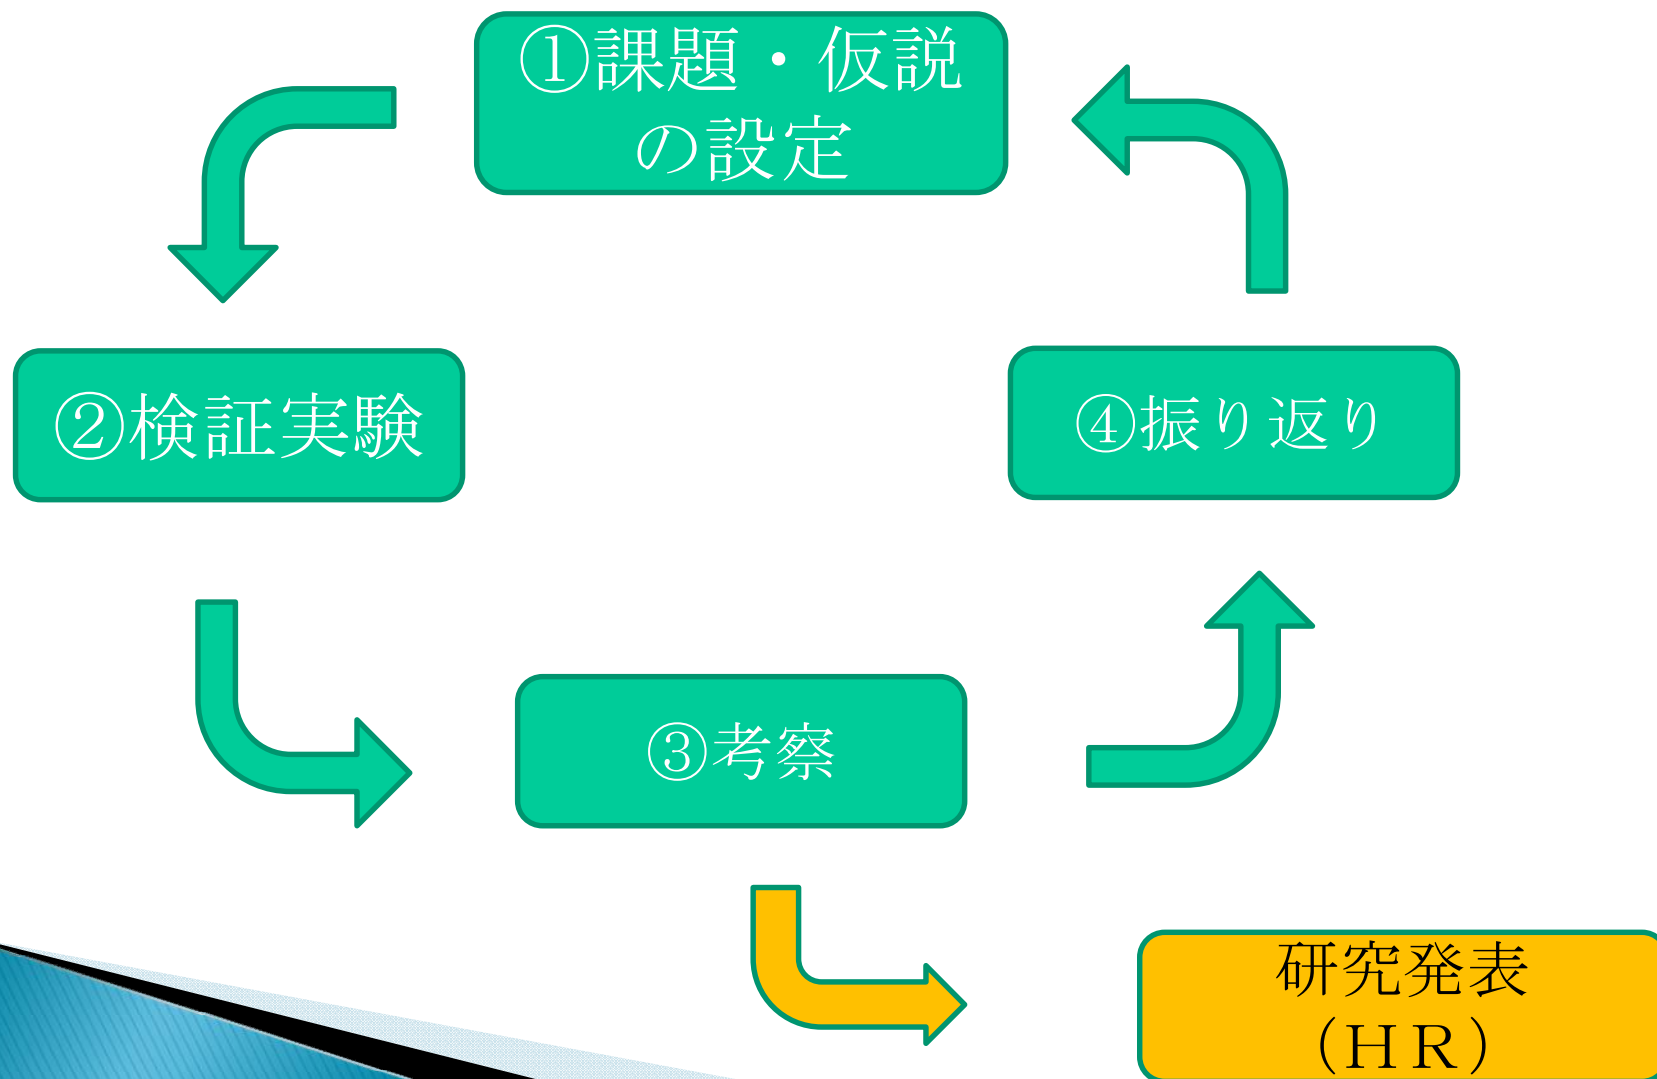 ①課題・仮説
の設定
②検証実験
④振り返り
③考察
研究発表
（ＨＲ）